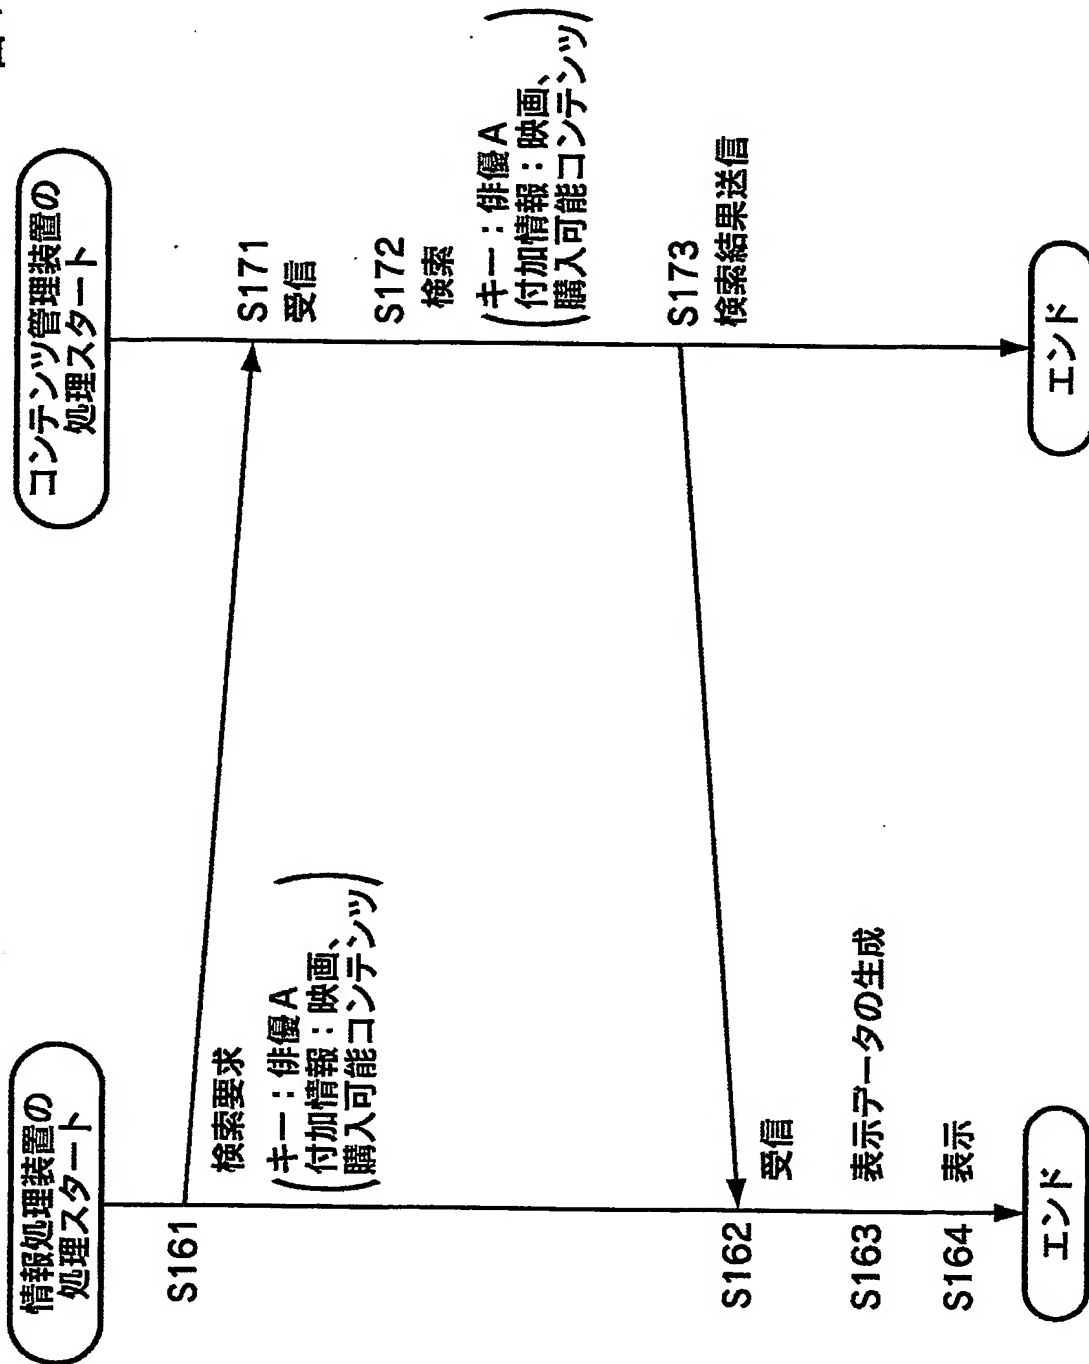 情報処理装置の
処理スタート
S161
検索要求
(キー：俳優A
付加情報：映画、
購入可能コンテンツ)
S162
受信
S163
表示データの生成
S164
表示
エンド
コンテンツ管理装置の
処理スタート
S171
受信
S172
検索
(キー：俳優A
付加情報：映画、
購入可能コンテンツ)
S173
検索結果送信
エンド